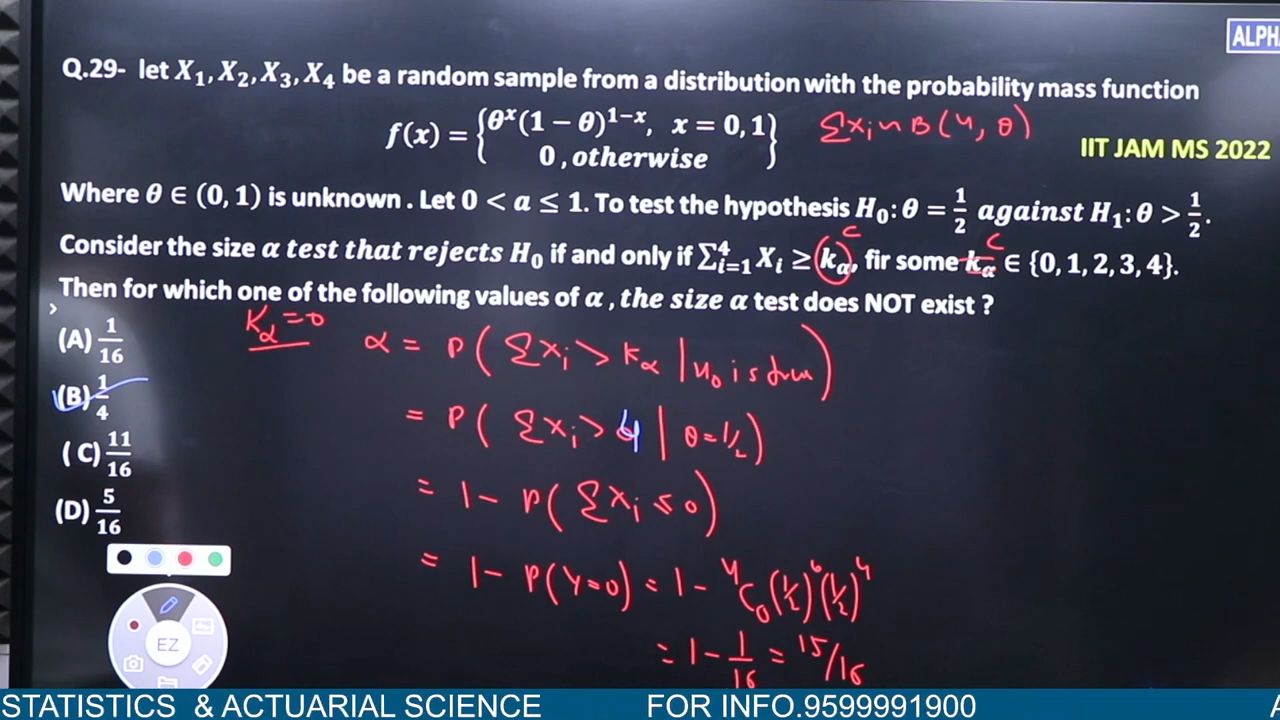 ALPH
Q.29- let X₁, X₂, X₃, X₄ be a random sample from a distribution with the probability mass function
f(x) = {θˣ(1 − θ)¹⁻ˣ, x = 0, 1}
{0 , otherwise}
Σxᵢ ~ B(4, θ)
IIT JAM MS 2022
Where θ ∈ (0, 1) is unknown . Let 0 < a ≤ 1. To test the hypothesis H₀: θ = 1/2 against H₁: θ > 1/2.
C C
Consider the size α test that rejects H₀ if and only if ∑⁴ᵢ₌₁ Xᵢ ≥ kα, fir some kα ∈ {0, 1, 2, 3, 4}.
Then for which one of the following values of α , the size α test does NOT exist ?
(A) 1/16
(B) 1/4
( C) 11/16
(D) 5/16
Kα = 0
α = P( Σxᵢ > kα | H₀ is true )
= P( Σxᵢ > 4 | θ = 1/2 )
= 1 - P( Σxᵢ ≤ 0 )
= 1 - P(Y=0) = 1 - ⁴C₀ (1/2)⁰ (1/2)⁴
= 1 - 1/16 = 15/16
EZ
STATISTICS & ACTUARIAL SCIENCE FOR INFO.9599991900 A